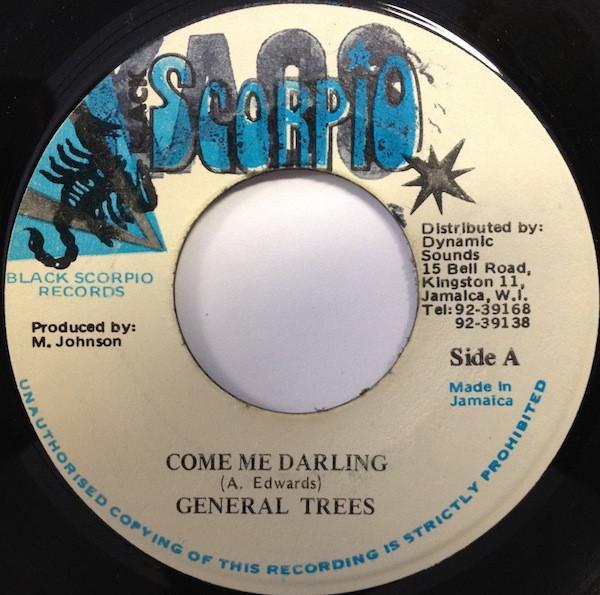 BLACK
SCORPIO
BLACK SCORPIO
RECORDS
Produced by:
M. Johnson
Distributed by:
Dynamic
Sounds
15 Bell Road,
Kingston 11,
Jamaica, W.I.
Tel: 92-39168
92-39138
Side A
Made in
Jamaica
COME ME DARLING
(A. Edwards)
GENERAL TREES
UNAUTHORISED COPYING OF THIS RECORDING IS STRICTLY PROHIBITED